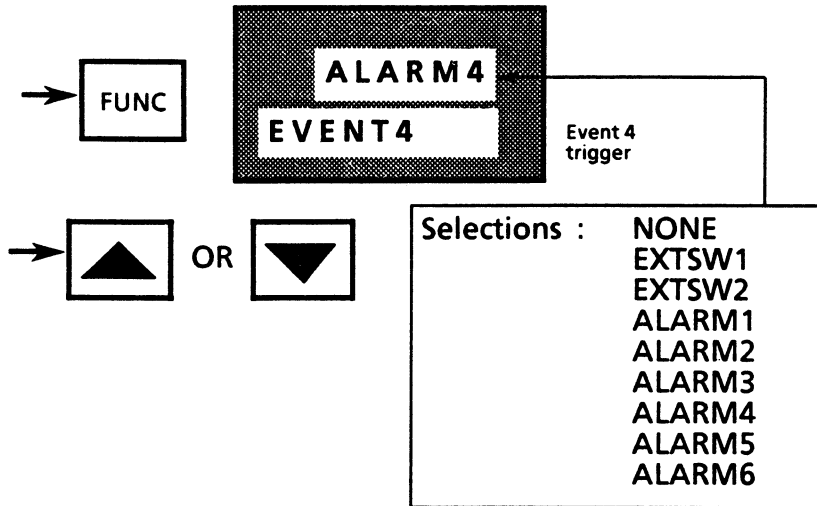 FUNC
ALARM4
EVENT4
Event 4
trigger
OR
Selections : NONE
EXTSW1
EXTSW2
ALARM1
ALARM2
ALARM3
ALARM4
ALARM5
ALARM6